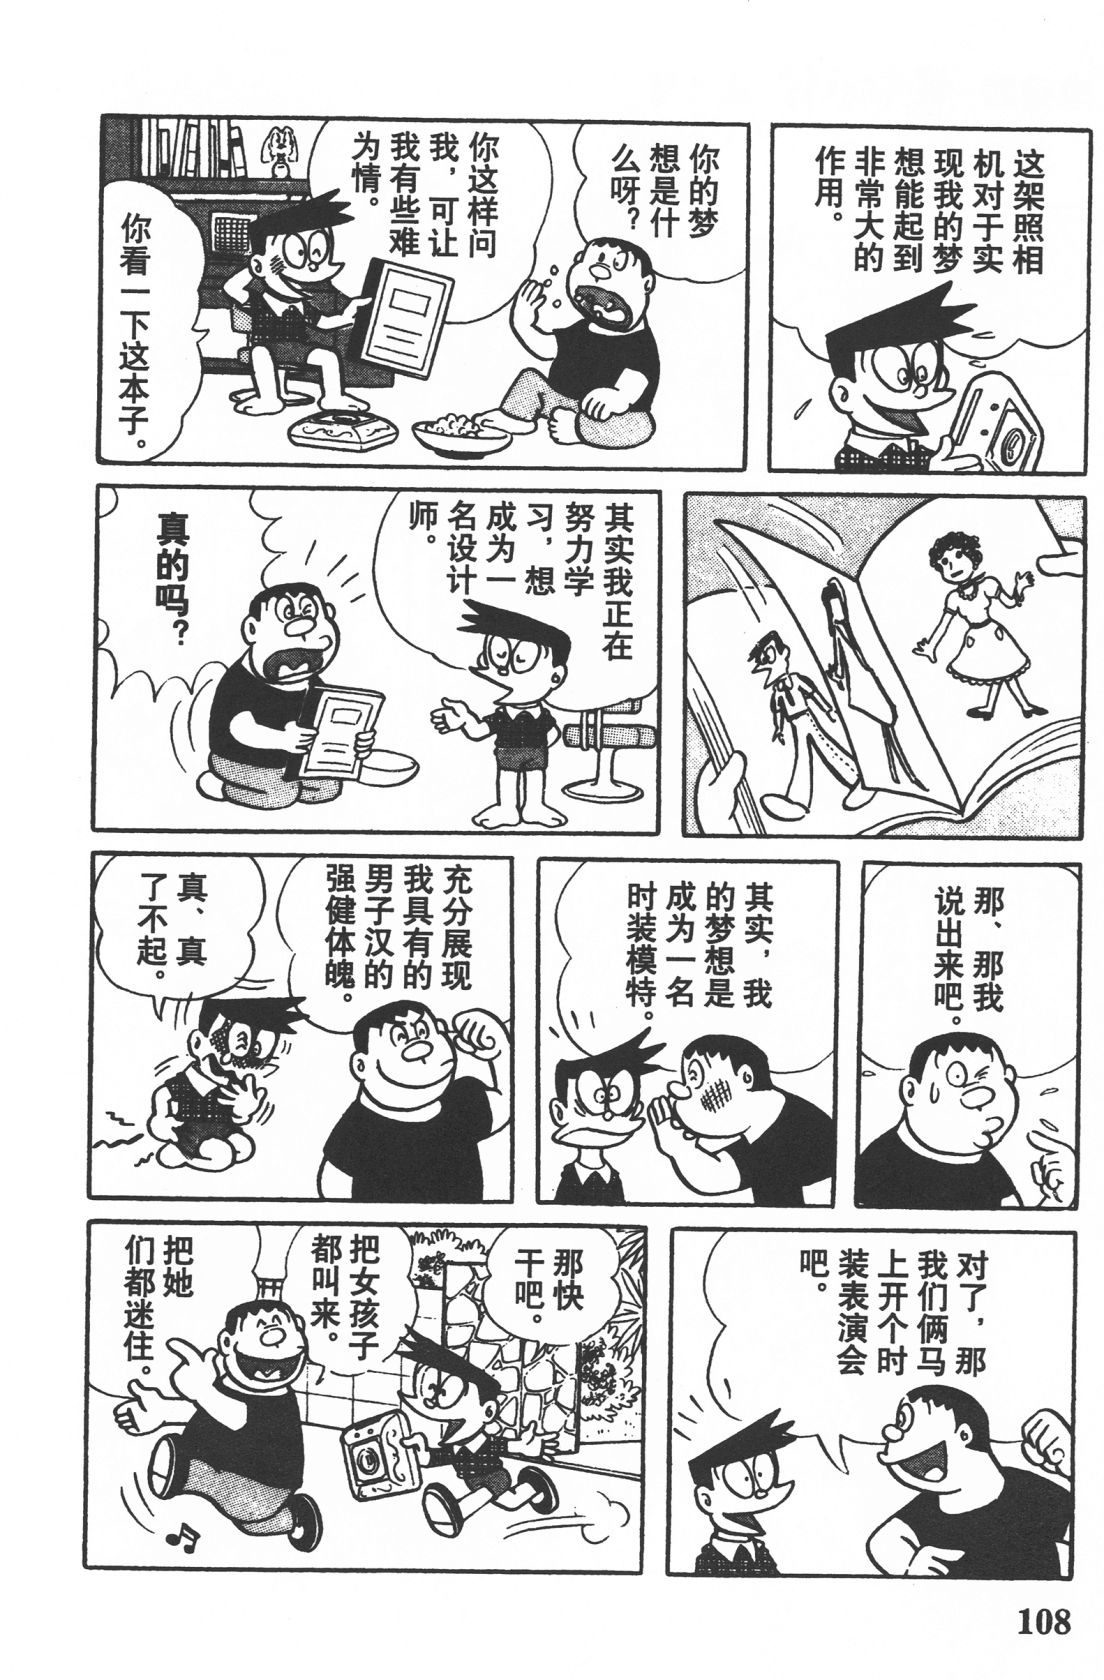 这架照相
机对于实
现我的梦
想能起到
非常大的
作用。
你的梦
想是什
么呀？
你这样问
我，可让
我有些难
为情。
你看一下这本子。
其实我正在
努力学
习，想
成为一
名设计
师。
真的吗？
那、那我
说出来吧。
其实，我
的梦想是
成为一名
时装模特。
充分展现
我具有的
男子汉的
强健体魄。
真、真
了不起。
对了，那
我们俩马
上开个时
装表演会
吧。
那快
干吧。
把女孩子
都叫来。
把她
们都迷住。
108